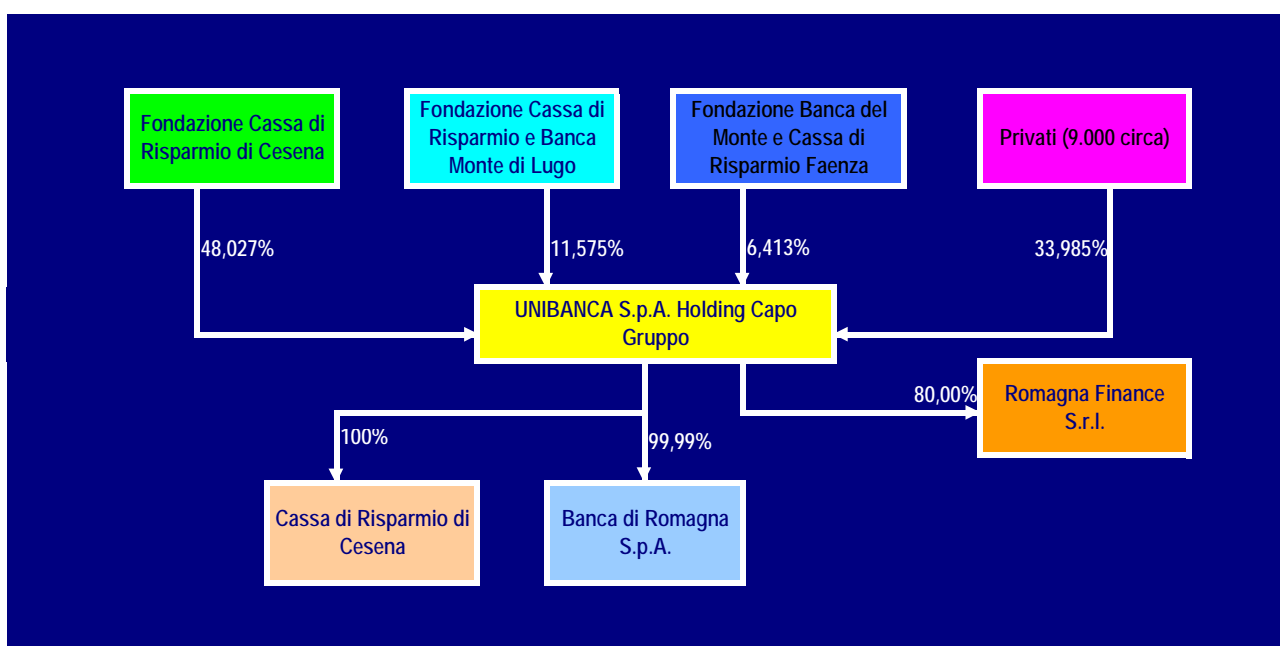 Fondazione Cassa di
Risparmio di Cesena
Fondazione Cassa di
Risparmio e Banca
Monte di Lugo
Fondazione Banca del
Monte e Cassa di
Risparmio Faenza
Privati (9.000 circa)
48,027%
11,575%
6,413%
33,985%
UNIBANCA S.p.A. Holding Capo
Gruppo
80,00%
Romagna Finance
S.r.l.
100%
99,99%
Cassa di Risparmio di
Cesena
Banca di Romagna
S.p.A.